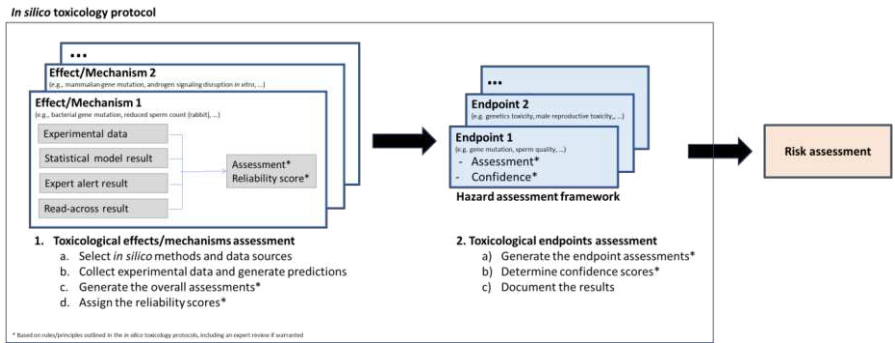 In silico toxicology protocol
...
Effect/Mechanism 2
(e.g., mammalian gene mutation, androgen signaling disruption in vitro, ...)
Effect/Mechanism 1
(e.g., bacterial gene mutation, reduced sperm count (rabbit), ...)
Experimental data
Statistical model result
Expert alert result
Read-across result
Assessment*
Reliability score*
...
Endpoint 2
(e.g. genetics toxicity, male reproductive toxicity,, ...)
Endpoint 1
(e.g. gene mutation, sperm quality, ...)
- Assessment*
- Confidence*
Hazard assessment framework
Risk assessment
1. Toxicological effects/mechanisms assessment
a. Select in silico methods and data sources
b. Collect experimental data and generate predictions
c. Generate the overall assessments*
d. Assign the reliability scores*
2. Toxicological endpoints assessment
a) Generate the endpoint assessments*
b) Determine confidence scores*
c) Document the results
* Based on rules/principles outlined in the in silico toxicology protocols, including an expert review if warranted